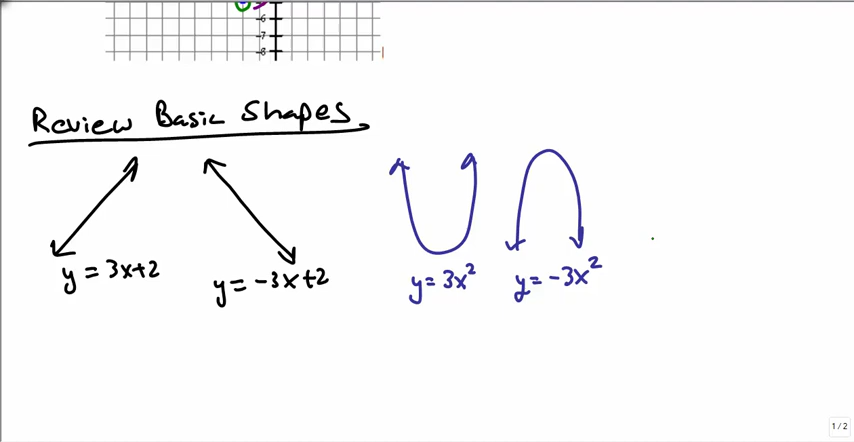 -6
-7
-8
Review Basic Shapes
y = 3x+2
y = -3x+2
y = 3x²
y = -3x²
1 / 2